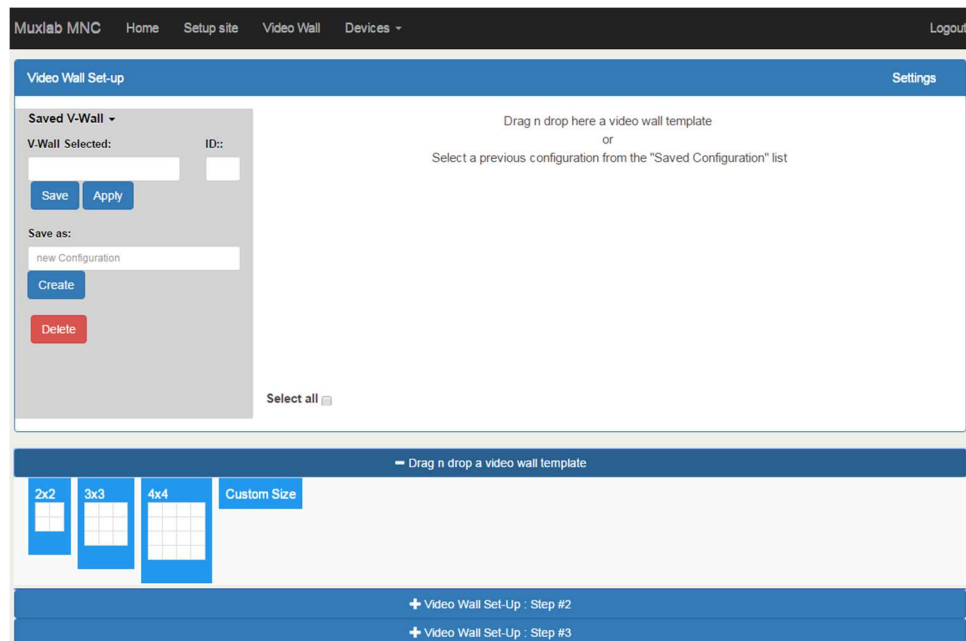 Muxlab MNC Home Setup site Video Wall Devices Logout
Video Wall Set-up Settings
Saved V-Wall
V-Wall Selected: ID::
Save Apply
Save as:
new Configuration
Create
Delete
Drag n drop here a video wall template
or
Select a previous configuration from the "Saved Configuration" list
Select all
Drag n drop a video wall template
2x2 3x3 4x4 Custom Size
Video Wall Set-Up : Step #2
Video Wall Set-Up : Step #3